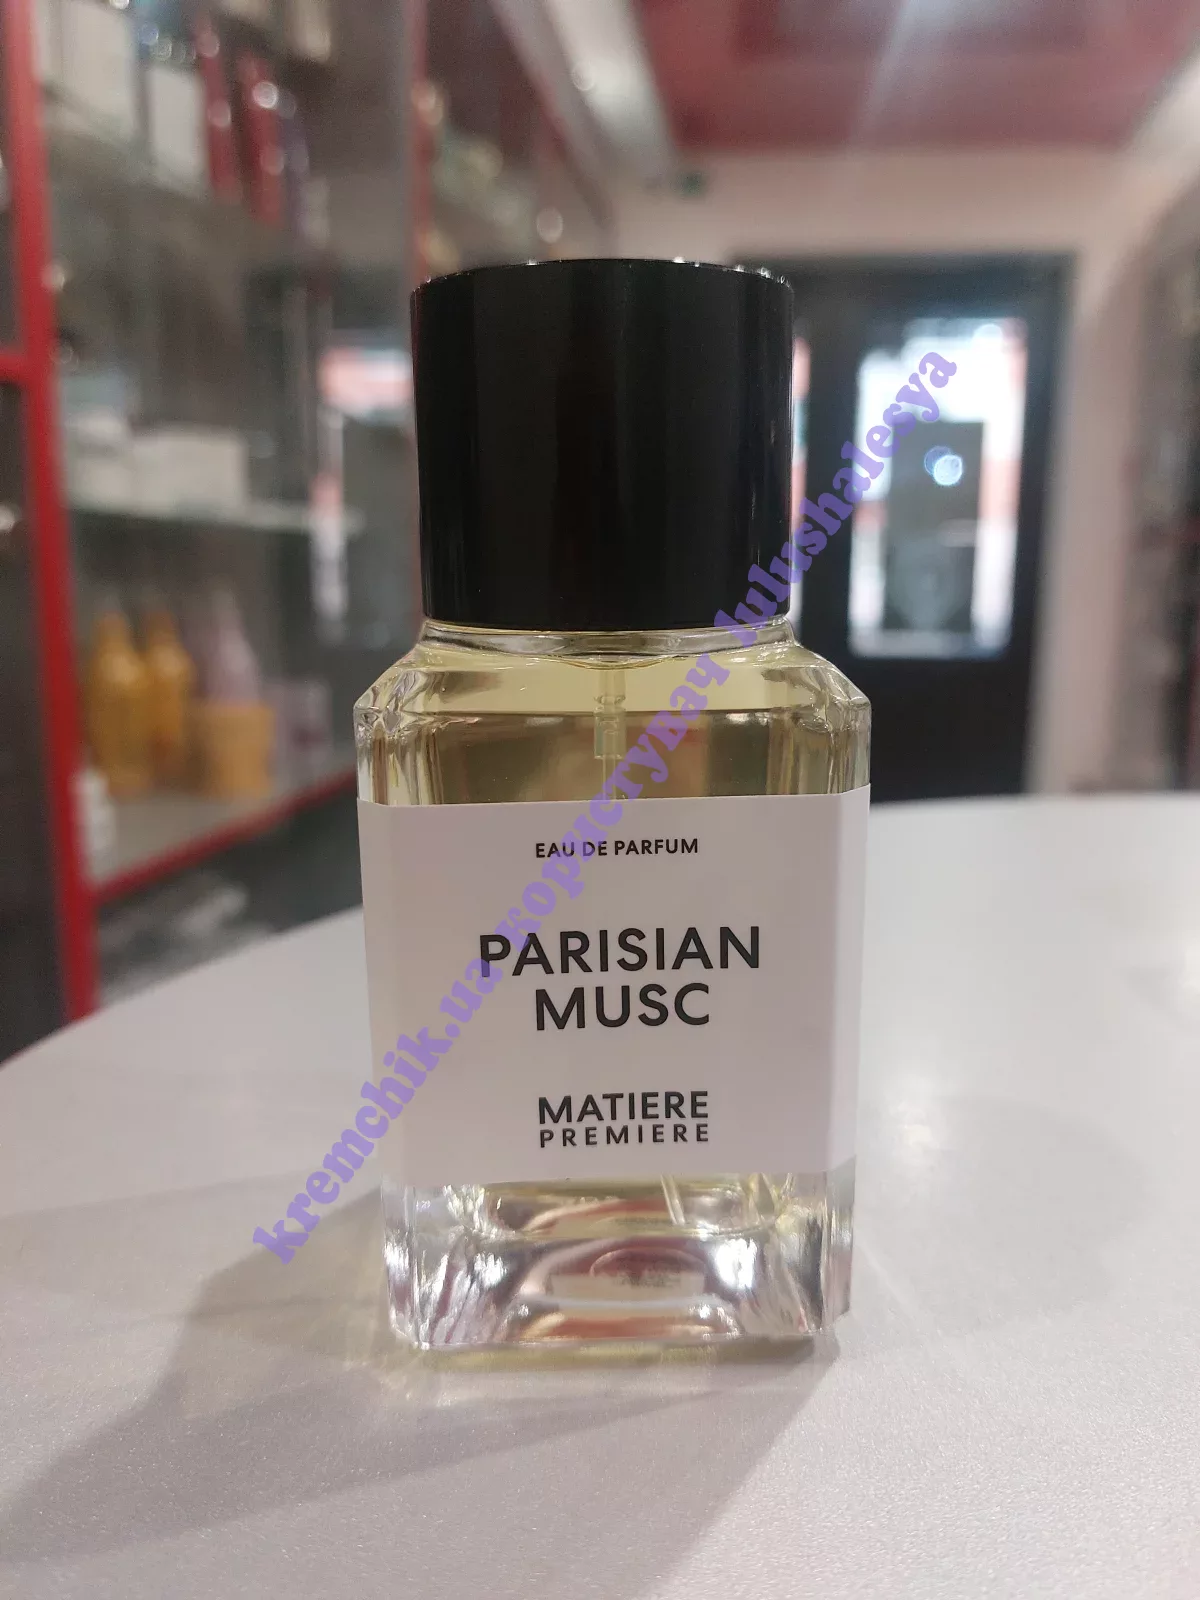 EAU DE PARFUM
PARISIAN
MUSC
MATIERE
PREMIERE
kremchik.ua користувач lulushalesya